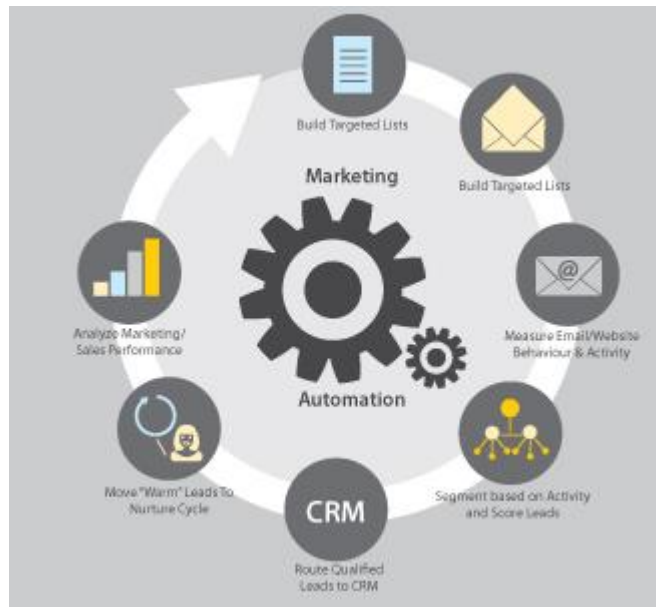 Build Targeted Lists
Build Targeted Lists
Marketing
@
Measure Email/Website
Behaviour & Activity
Analyze Marketing/
Sales Performance
Automation
Segment based on Activity
and Score Leads
Move "Warm" Leads To
Nurture Cycle
CRM
Route Qualified
Leads to CRM